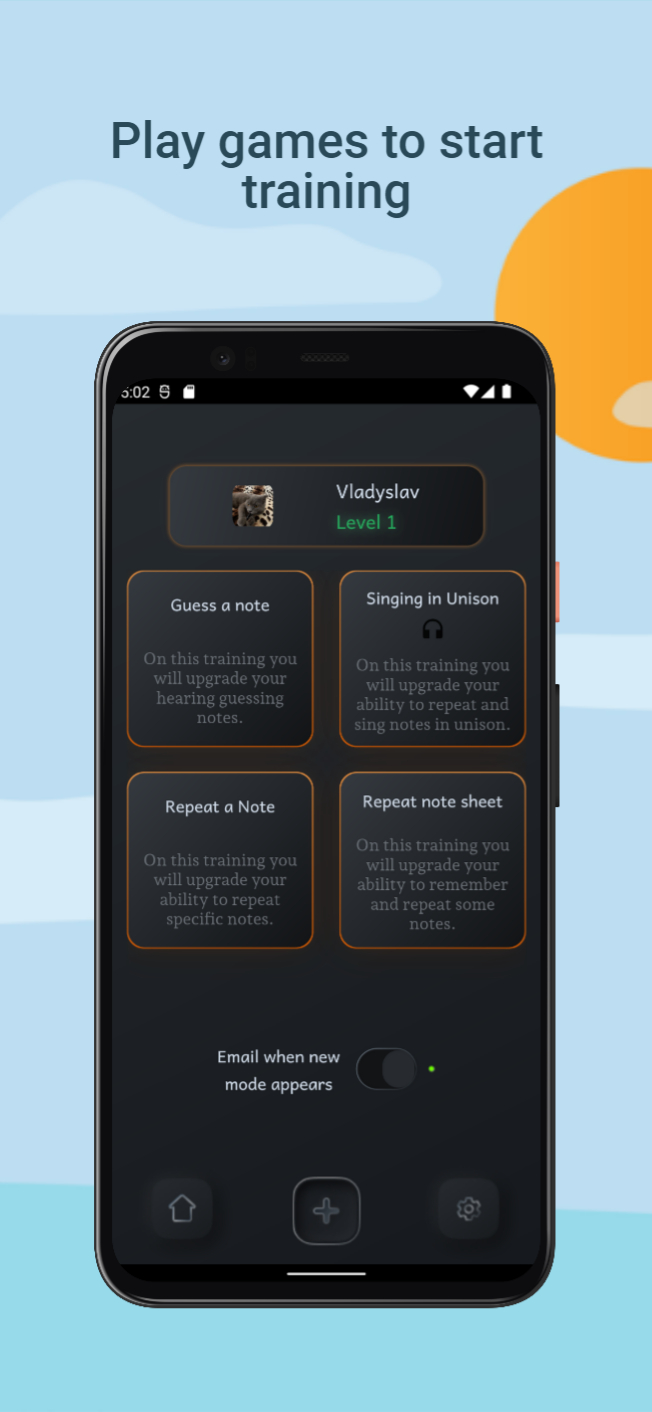 Play games to start
training
Vladyslav
Level 1
Guess a note
On this training you
will upgrade your
hearing guessing
notes.
Singing in Unison
On this training you
will upgrade your
ability to repeat and
sing notes in unison.
Repeat a Note
On this training you
will upgrade your
ability to repeat
specific notes.
Repeat note sheet
On this training you
will upgrade your
ability to remember
and repeat some
notes.
Email when new
mode appears